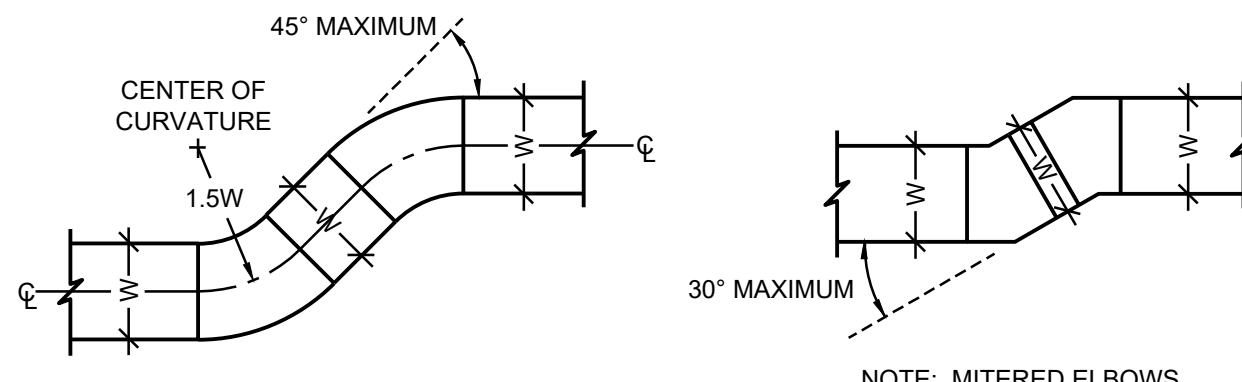 45° MAXIMUM
CENTER OF
CURVATURE
1.5W
W
W
W
℄
℄
W
W
W
30° MAXIMUM
NOTE: MITERED ELBOWS